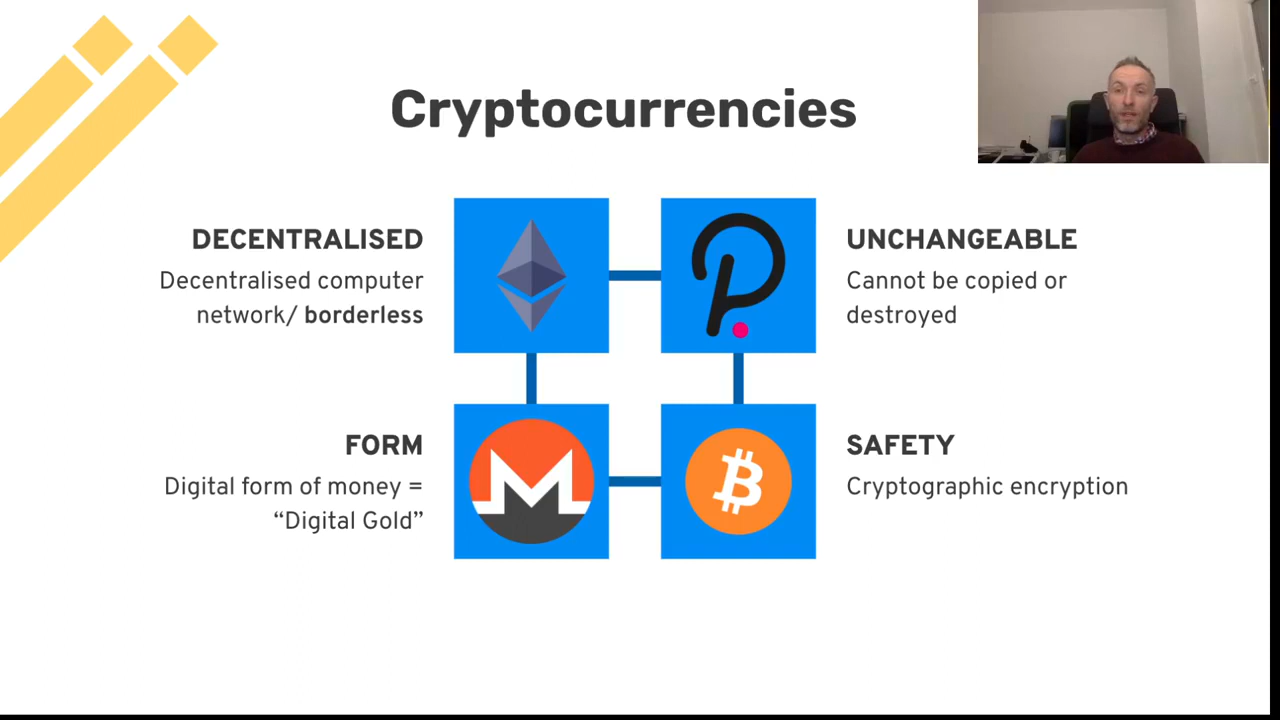 Cryptocurrencies
DECENTRALISED
Decentralised computer
network/ borderless
UNCHANGEABLE
Cannot be copied or
destroyed
FORM
Digital form of money =
“Digital Gold”
SAFETY
Cryptographic encryption